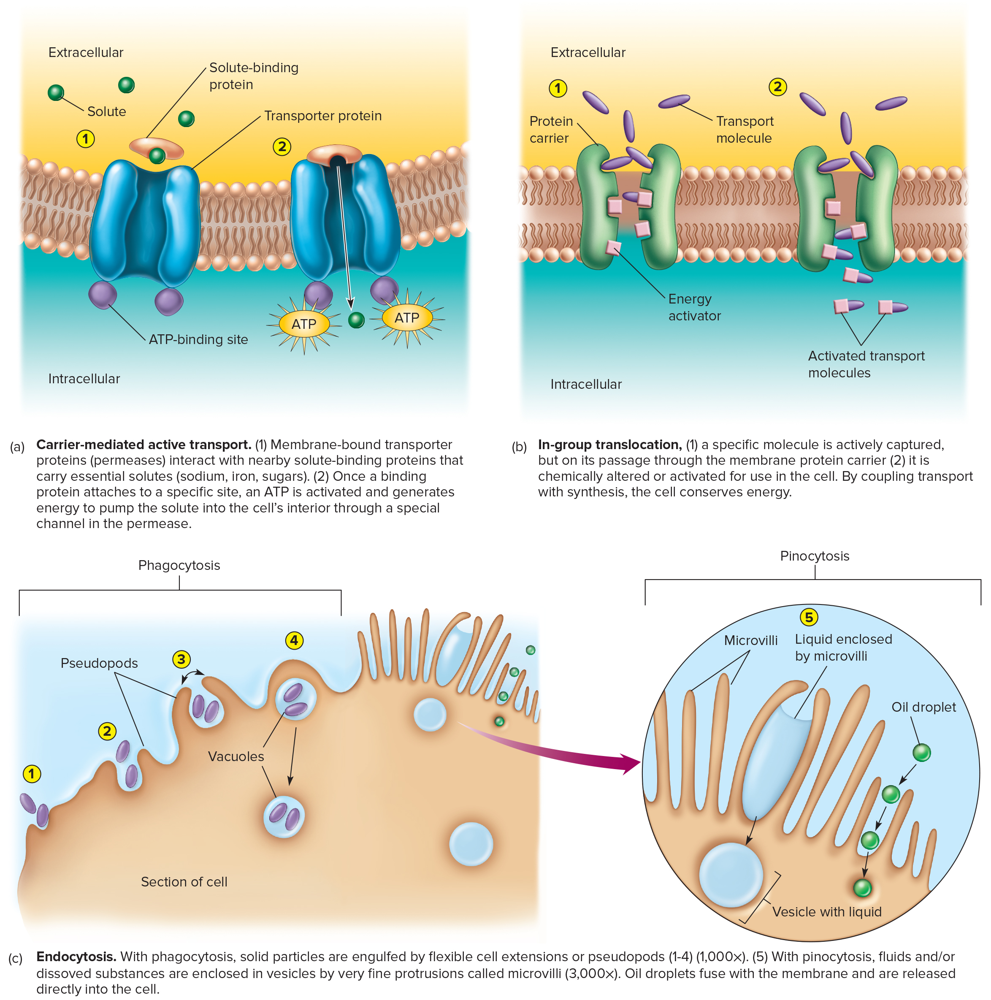 Extracellular
Solute-binding
protein
Solute
Transporter protein
1
2
ATP
ATP
ATP-binding site
Intracellular
Extracellular
1
2
Protein
carrier
Transport
molecule
Energy
activator
Activated transport
molecules
Intracellular
(a) Carrier-mediated active transport. (1) Membrane-bound transporter
proteins (permeases) interact with nearby solute-binding proteins that
carry essential solutes (sodium, iron, sugars). (2) Once a binding
protein attaches to a specific site, an ATP is activated and generates
energy to pump the solute into the cell's interior through a special
channel in the permease.
(b) In-group translocation, (1) a specific molecule is actively captured,
but on its passage through the membrane protein carrier (2) it is
chemically altered or activated for use in the cell. By coupling transport
with synthesis, the cell conserves energy.
Phagocytosis
4
3
Pseudopods
2
1
Vacuoles
Section of cell
Pinocytosis
5
Microvilli
Liquid enclosed
by microvilli
Oil droplet
Vesicle with liquid
(c) Endocytosis. With phagocytosis, solid particles are engulfed by flexible cell extensions or pseudopods (1-4) (1,000×). (5) With pinocytosis, fluids and/or
dissoved substances are enclosed in vesicles by very fine protrusions called microvilli (3,000×). Oil droplets fuse with the membrane and are released
directly into the cell.